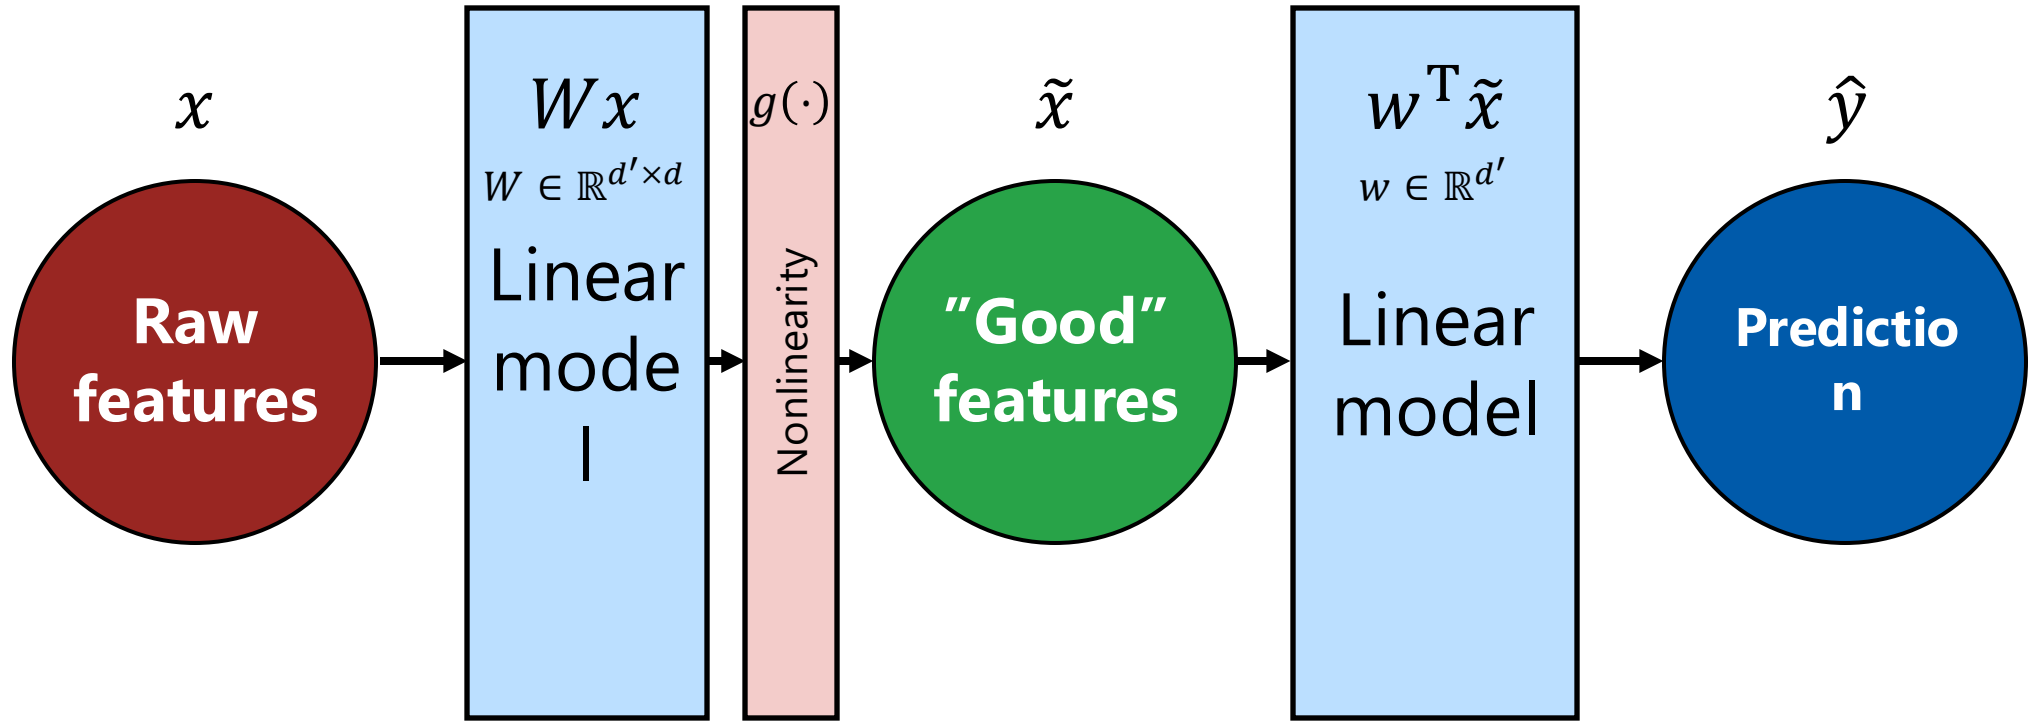 x
Raw
features
Wx
W ∈ ℝ^{d′×d}
Linear
mode
l
g(·)
Nonlinearity
x̃
”Good”
features
wᵀx̃
w ∈ ℝ^{d′}
Linear
model
ŷ
Predictio
n